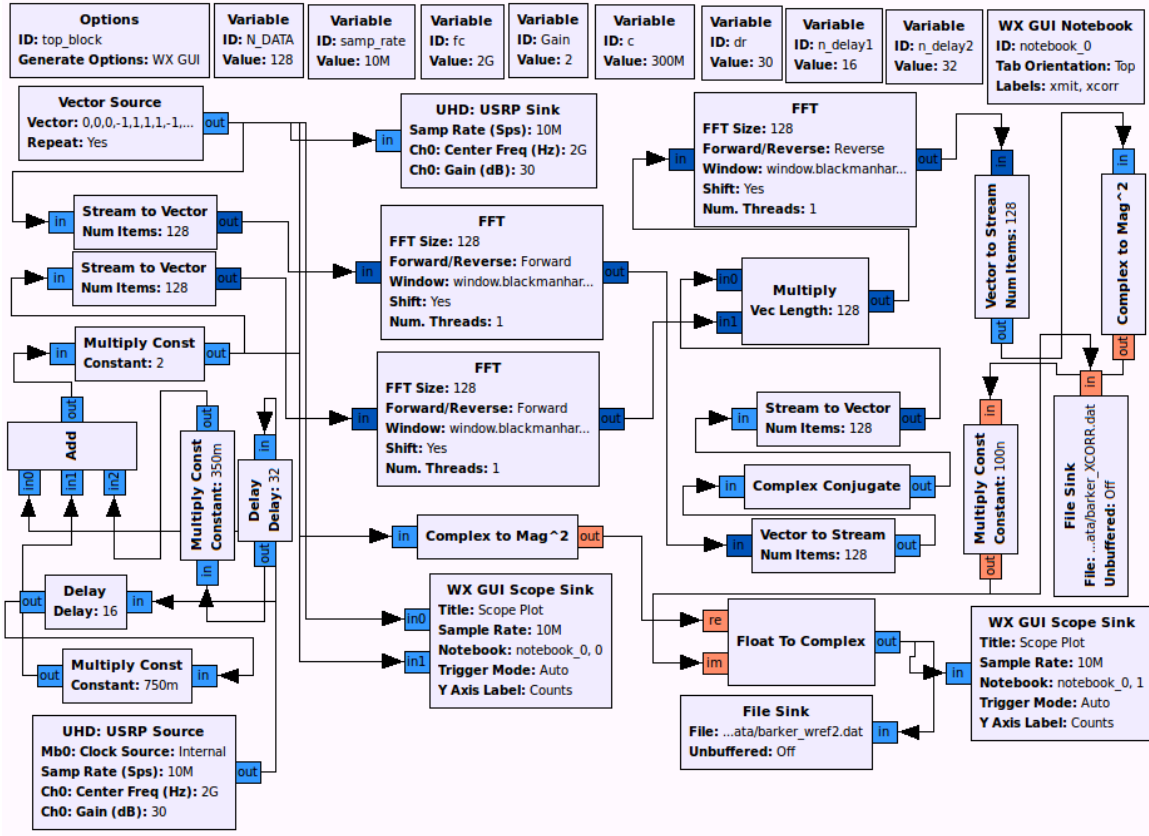 Options
ID: top_block
Generate Options: WX GUI
Variable
ID: N_DATA
Value: 128
Variable
ID: samp_rate
Value: 10M
Variable
ID: fc
Value: 2G
Variable
ID: Gain
Value: 2
Variable
ID: c
Value: 300M
Variable
ID: dr
Value: 30
Variable
ID: n_delay1
Value: 16
Variable
ID: n_delay2
Value: 32
WX GUI Notebook
ID: notebook_0
Tab Orientation: Top
Labels: xmit, xcorr
Vector Source
Vector: 0,0,0,-1,1,1,1,-1,...
Repeat: Yes
out
UHD: USRP Sink
Samp Rate (Sps): 10M
Ch0: Center Freq (Hz): 2G
Ch0: Gain (dB): 30
in
FFT
FFT Size: 128
Forward/Reverse: Reverse
Window: window.blackmanhar...
Shift: Yes
Num. Threads: 1
in
out
in
Vector to Stream
Num Items: 128
out
in
Complex to Mag^2
out
in
Stream to Vector
Num Items: 128
out
in
Stream to Vector
Num Items: 128
out
FFT
FFT Size: 128
Forward/Reverse: Forward
Window: window.blackmanhar...
Shift: Yes
Num. Threads: 1
in
out
in0
in1
Multiply
Vec Length: 128
out
in
Multiply Const
Constant: 2
out
FFT
FFT Size: 128
Forward/Reverse: Forward
Window: window.blackmanhar...
Shift: Yes
Num. Threads: 1
in
out
in
Stream to Vector
Num Items: 128
out
in
Multiply Const
Constant: 100n
out
in
File Sink
File: ...ata/barker_XCORR.dat
Unbuffered: Off
out
Add
in0
in1
in2
out
Multiply Const
Constant: 350m
in
in
Delay
Delay: 32
out
in
Complex Conjugate
out
in
Vector to Stream
Num Items: 128
out
in
Complex to Mag^2
out
out
Delay
Delay: 16
in
WX GUI Scope Sink
Title: Scope Plot
Sample Rate: 10M
Notebook: notebook_0, 0
Trigger Mode: Auto
Y Axis Label: Counts
in0
in1
re
im
Float To Complex
out
WX GUI Scope Sink
Title: Scope Plot
Sample Rate: 10M
Notebook: notebook_0, 1
Trigger Mode: Auto
Y Axis Label: Counts
in
out
Multiply Const
Constant: 750m
in
File Sink
File: ...ata/barker_wref2.dat
Unbuffered: Off
in
UHD: USRP Source
Mb0: Clock Source: Internal
Samp Rate (Sps): 10M
Ch0: Center Freq (Hz): 2G
Ch0: Gain (dB): 30
out